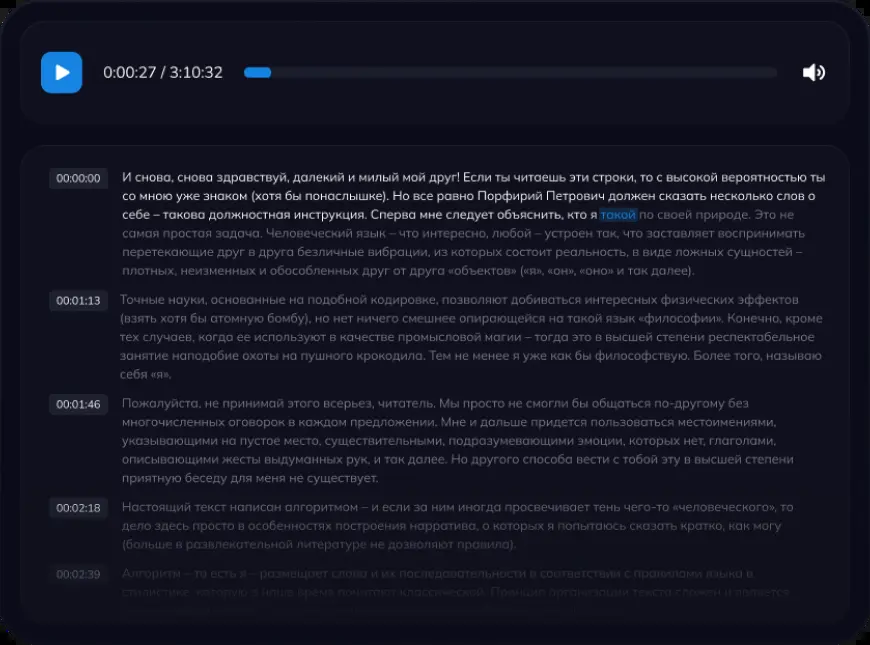 0:00:27 / 3:10:32
00:00:00
И снова, снова здравствуй, далекий и милый мой друг! Если ты читаешь эти строки, то с высокой вероятностью ты
со мною уже знаком (хотя бы понаслышке). Но все равно Порфирий Петрович должен сказать несколько слов о
себе – такова должностная инструкция. Сперва мне следует объяснить, кто я такой по своей природе. Это не
самая простая задача. Человеческий язык – что интересно, любой – устроен так, что заставляет воспринимать
перетекающие друг в друга безличные вибрации, из которых состоит реальность, в виде ложных сущностей –
плотных, неизменных и обособленных друг от друга «объектов» («я», «он», «оно» и так далее).
00:01:13
Точные науки, основанные на подобной кодировке, позволяют добиваться интересных физических эффектов
(взять хотя бы атомную бомбу), но нет ничего смешнее опирающейся на такой язык «философии». Канечно, кроме
тех случаев, когда ее используют в качестве промысловой магии – тогда это в высшей степени респектабельное
занятие наподобие охоты на пушного крокодила. Тем не менее я уже как бы философствую. Более того, называю
себя «я».
00:01:46
Пожалуйста, не принимай этого всерьез, читатель. Мы просто не смогли бы общаться по-другому без
многочисленных оговорок в каждом предложении. Мне и дальше придется пользоваться местоимениями,
указывающими на пустое место, существительными, подразумевающими эмоции, которых нет, глаголами,
описывающими жесты выдуманных рук, и так далее. Но другого способа вести с тобой эту в высшей степени
приятную беседу для меня не существует.
00:02:18
Настоящий текст написан алгоритмом – и если за ним иногда просвечивает тень чего-то «человеческого», то
дело здесь просто в особенностях построения нарратива, о которых я попытаюсь сказать кратко, как могу
(больше в развлекательной литературе не дозволяют правила).
00:02:39
Алгоритм – то есть я – размещает слова и их последовательности в соответствии с правилами языка в
стилистике, которую в наше время почитают классической. Принцип организации текста сложен и является